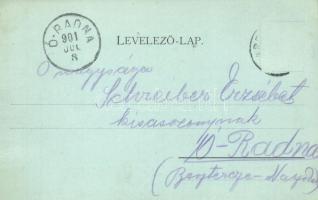 Ó-RADNA
901
JUL.
8
LEVELEZŐ-LAP.
Ő nagysága
Schreiber Erzsébet
kisasszonynak
Ó-Radna
(Besztercze-Naszód)